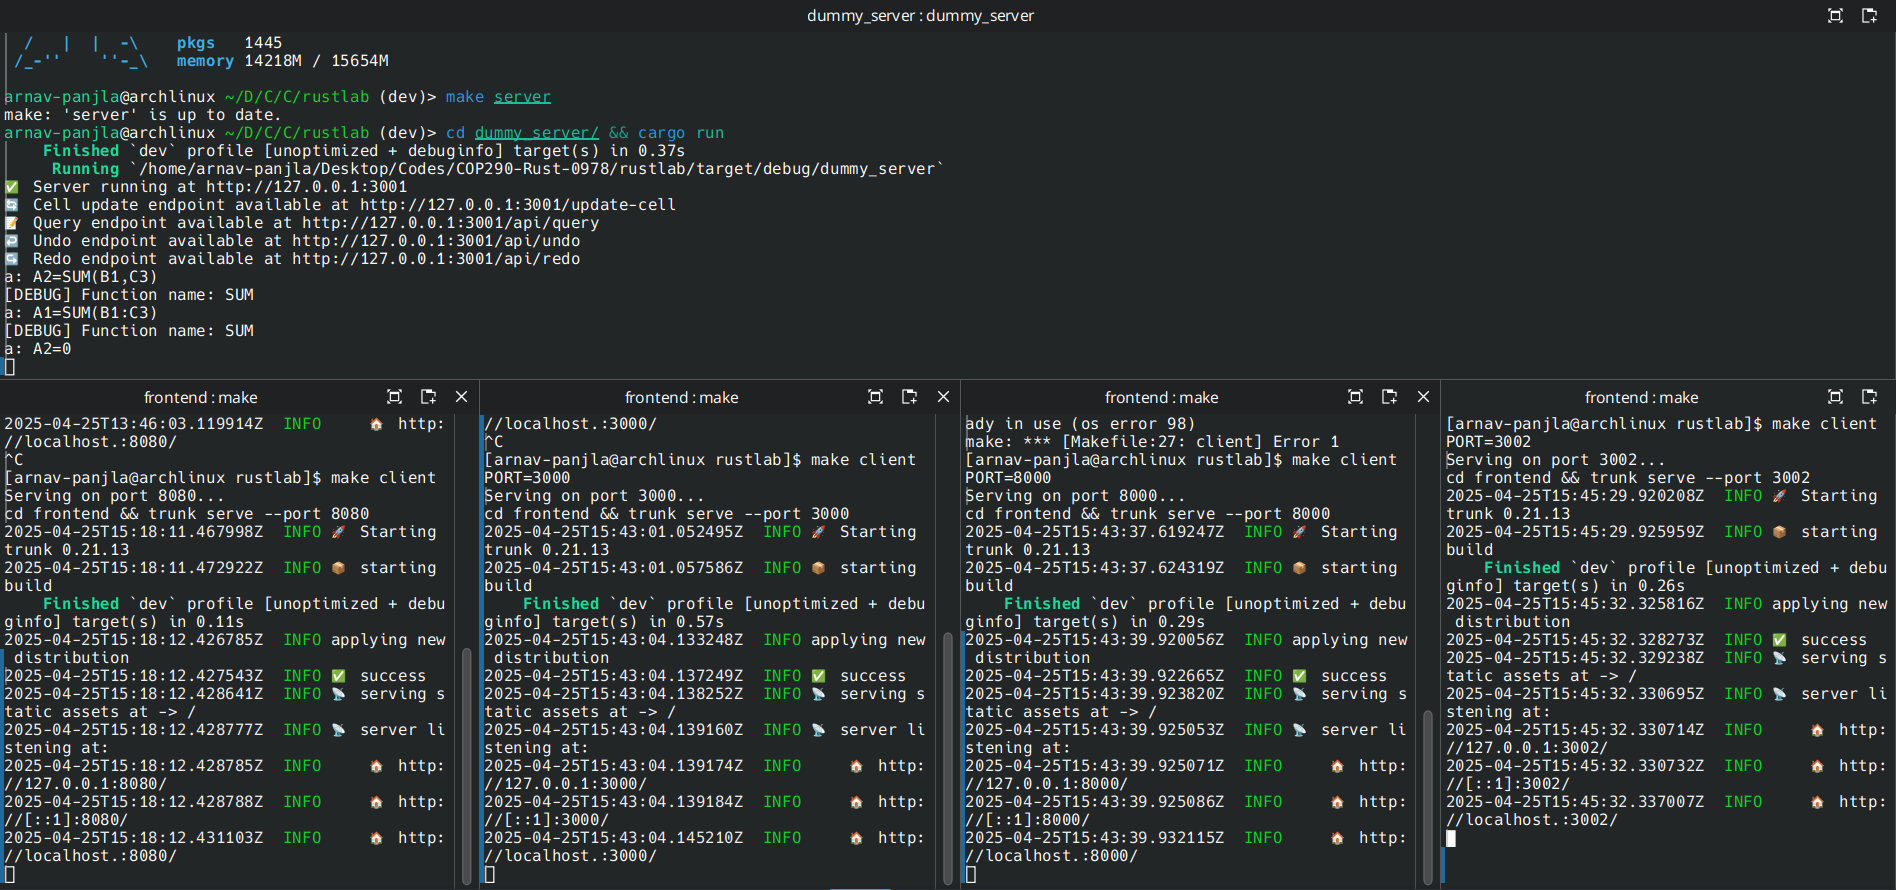 dummy_server : dummy_server
/ | | -\ pkgs 1445
/_-'' ''-_\ memory 14218M / 15654M
arnav-panjla@archlinux ~/D/C/C/rustlab (dev)> make server
make: 'server' is up to date.
arnav-panjla@archlinux ~/D/C/C/rustlab (dev)> cd dummy_server/ && cargo run
Finished `dev` profile [unoptimized + debuginfo] target(s) in 0.37s
Running `/home/arnav-panjla/Desktop/Codes/COP290-Rust-0978/rustlab/target/debug/dummy_server`
✅ Server running at http://127.0.0.1:3001
🔄 Cell update endpoint available at http://127.0.0.1:3001/update-cell
📝 Query endpoint available at http://127.0.0.1:3001/api/query
↩️ Undo endpoint available at http://127.0.0.1:3001/api/undo
↪️ Redo endpoint available at http://127.0.0.1:3001/api/redo
a: A2=SUM(B1,C3)
[DEBUG] Function name: SUM
a: A1=SUM(B1:C3)
[DEBUG] Function name: SUM
a: A2=0
frontend : make
2025-04-25T13:46:03.119914Z INFO 🏠 http:
//localhost.:8080/
^C
[arnav-panjla@archlinux rustlab]$ make client
Serving on port 8080...
cd frontend && trunk serve --port 8080
2025-04-25T15:18:11.467998Z INFO 🚀 Starting
trunk 0.21.13
2025-04-25T15:18:11.472922Z INFO 📦 starting
build
Finished `dev` profile [unoptimized + debu
ginfo] target(s) in 0.11s
2025-04-25T15:18:12.426785Z INFO applying new
distribution
2025-04-25T15:18:12.427543Z INFO ✅ success
2025-04-25T15:18:12.428641Z INFO 📡 serving s
tatic assets at -> /
2025-04-25T15:18:12.428777Z INFO 📡 server li
stening at:
2025-04-25T15:18:12.428785Z INFO 🏠 http:
//127.0.0.1:8080/
2025-04-25T15:18:12.428788Z INFO 🏠 http:
//[::1]:8080/
2025-04-25T15:18:12.431103Z INFO 🏠 http:
//localhost.:8080/
frontend : make
//localhost.:3000/
^C
[arnav-panjla@archlinux rustlab]$ make client
PORT=3000
Serving on port 3000...
cd frontend && trunk serve --port 3000
2025-04-25T15:43:01.052495Z INFO 🚀 Starting
trunk 0.21.13
2025-04-25T15:43:01.057586Z INFO 📦 starting
build
Finished `dev` profile [unoptimized + debu
ginfo] target(s) in 0.57s
2025-04-25T15:43:04.133248Z INFO applying new
distribution
2025-04-25T15:43:04.137249Z INFO ✅ success
2025-04-25T15:43:04.138252Z INFO 📡 serving s
tatic assets at -> /
2025-04-25T15:43:04.139160Z INFO 📡 server li
stening at:
2025-04-25T15:43:04.139174Z INFO 🏠 http:
//127.0.0.1:3000/
2025-04-25T15:43:04.139184Z INFO 🏠 http:
//[::1]:3000/
2025-04-25T15:43:04.145210Z INFO 🏠 http:
//localhost.:3000/
frontend : make
ady in use (os error 98)
make: *** [Makefile:27: client] Error 1
[arnav-panjla@archlinux rustlab]$ make client
PORT=8000
Serving on port 8000...
cd frontend && trunk serve --port 8000
2025-04-25T15:43:37.619247Z INFO 🚀 Starting
trunk 0.21.13
2025-04-25T15:43:37.624319Z INFO 📦 starting
build
Finished `dev` profile [unoptimized + debu
ginfo] target(s) in 0.29s
2025-04-25T15:43:39.920056Z INFO applying new
distribution
2025-04-25T15:43:39.922665Z INFO ✅ success
2025-04-25T15:43:39.923820Z INFO 📡 serving s
tatic assets at -> /
2025-04-25T15:43:39.925053Z INFO 📡 server li
stening at:
2025-04-25T15:43:39.925071Z INFO 🏠 http:
//127.0.0.1:8000/
2025-04-25T15:43:39.925086Z INFO 🏠 http:
//[::1]:8000/
2025-04-25T15:43:39.932115Z INFO 🏠 http:
//localhost.:8000/
frontend : make
[arnav-panjla@archlinux rustlab]$ make client
PORT=3002
Serving on port 3002...
cd frontend && trunk serve --port 3002
2025-04-25T15:45:29.920208Z INFO 🚀 Starting
trunk 0.21.13
2025-04-25T15:45:29.925959Z INFO 📦 starting
build
Finished `dev` profile [unoptimized + debu
ginfo] target(s) in 0.26s
2025-04-25T15:45:32.325816Z INFO applying new
distribution
2025-04-25T15:45:32.328273Z INFO ✅ success
2025-04-25T15:45:32.329238Z INFO 📡 serving s
tatic assets at -> /
2025-04-25T15:45:32.330695Z INFO 📡 server li
stening at:
2025-04-25T15:45:32.330714Z INFO 🏠 http:
//127.0.0.1:3002/
2025-04-25T15:45:32.330732Z INFO 🏠 http:
//[::1]:3002/
2025-04-25T15:45:32.337007Z INFO 🏠 http:
//localhost.:3002/